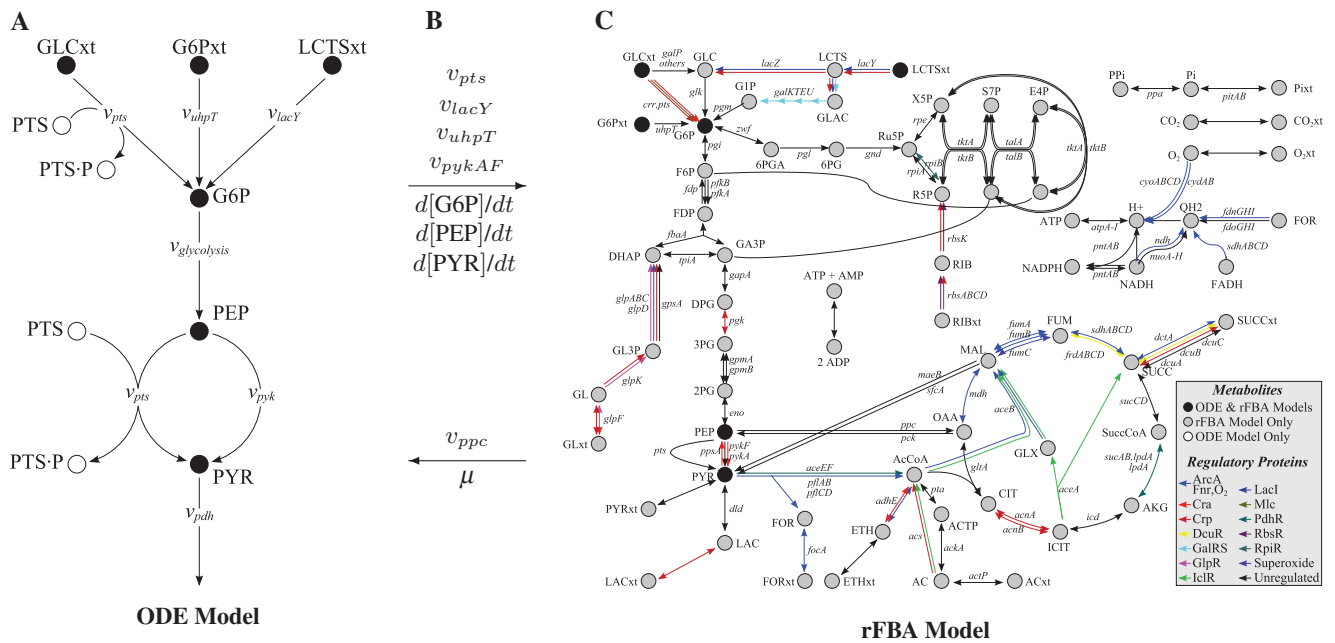 A
GLCxt
G6Pxt
LCTSxt
PTS
v_pts
v_uhpT
v_lacY
PTS·P
G6P
v_glycolysis
PEP
PTS
v_pts
v_pyk
PTS·P
PYR
v_pdh
ODE Model
B
v_pts
v_lacY
v_uhpT
v_pykAF
d[G6P]/dt
d[PEP]/dt
d[PYR]/dt
v_ppc
μ
C
GLCxt
galP
others
GLC
lacZ
LCTS
lacY
LCTSxt
crr,pts
glk
pgm
G1P
galKTEU
GLAC
G6Pxt
uhpT
G6P
zwf
pgi
6PGA
pgl
6PG
gnd
Ru5P
rpe
X5P
S7P
E4P
rpiB
rpiA
R5P
tktA
tktB
talA
talB
tktA
tktB
F6P
fdp
pfkB
pfkA
FDP
fbaA
DHAP
tpiA
GA3P
gapA
DPG
pgk
3PG
gpmA
gpmB
2PG
eno
PEP
glpABC
glpD
gpsA
GL3P
glpK
GL
glpF
GLxt
rbsK
RIB
rbsABCD
RIBxt
ATP + AMP
2 ADP
PPi
ppa
Pi
pitAB
Pixt
CO2
CO2xt
O2
O2xt
cyoABCD
cydAB
ATP
atpA-I
H+
QH2
fdnGHI
fdoGHI
FOR
pntAB
ndh
nuoA-H
sdhABCD
NADPH
pntAB
NADH
FADH
MAL
fumA
fumB
fumC
FUM
sdhABCD
frdABCD
SUCC
dctA
dcuB
dcuA
dcuC
SUCCxt
maeB
sfcA
mdh
aceB
OAA
ppc
pck
gltA
GLX
aceA
sucCD
SuccCoA
sucAB,lpdA
lpdA
AKG
icd
ICIT
acnA
acnB
CIT
pts
ppsA
pykF
pykA
PYR
aceEF
pflAB
pflCD
AcCoA
PYRxt
dld
LAC
LACxt
FOR
focA
FORxt
adhE
ETH
ETHxt
pta
ACTP
ackA
acs
AC
actP
ACxt
rFBA Model
Metabolites
ODE & rFBA Models
rFBA Model Only
ODE Model Only
Regulatory Proteins
ArcA
Fnr,O2
Cra
Crp
DcuR
GalRS
GlpR
IclR
LacI
Mlc
PdhR
RbsR
RpiR
Superoxide
Unregulated